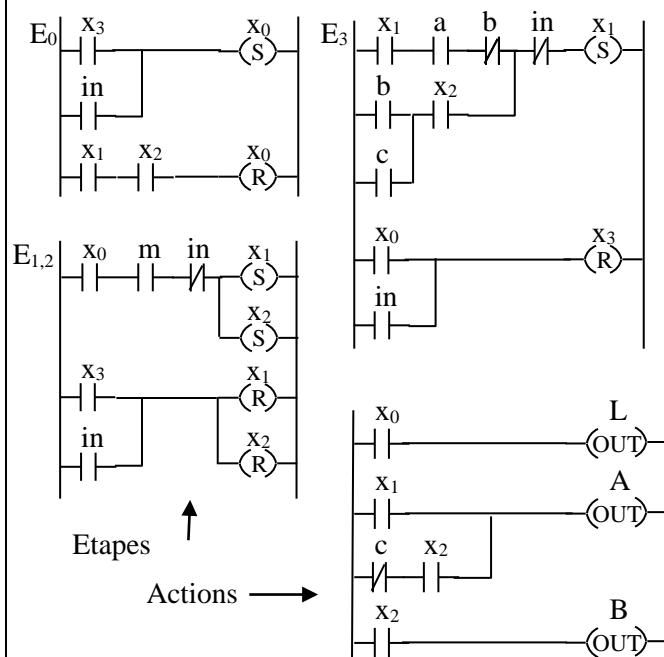 E0
x3 x0
S
in
x1 x2 x0
R
E1,2
x0 m in x1
S
x2
S
x3 x1
R
in x2
R
Etapes
Actions
E3
x1 a b in x1
S
b x2
c
x0 x3
R
in
x0 L
OUT
x1 A
OUT
c x2
x2 B
OUT